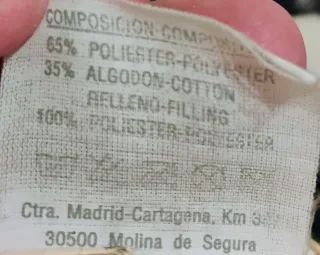 COMPOSICION-COMPOSITION
65% POLIESTER-POLYESTER
35% ALGODON-COTTON
RELLENO-FILLING
100% POLIESTER-POLYESTER
Ctra. Madrid-Cartagena, Km
30500 Molina de Segura